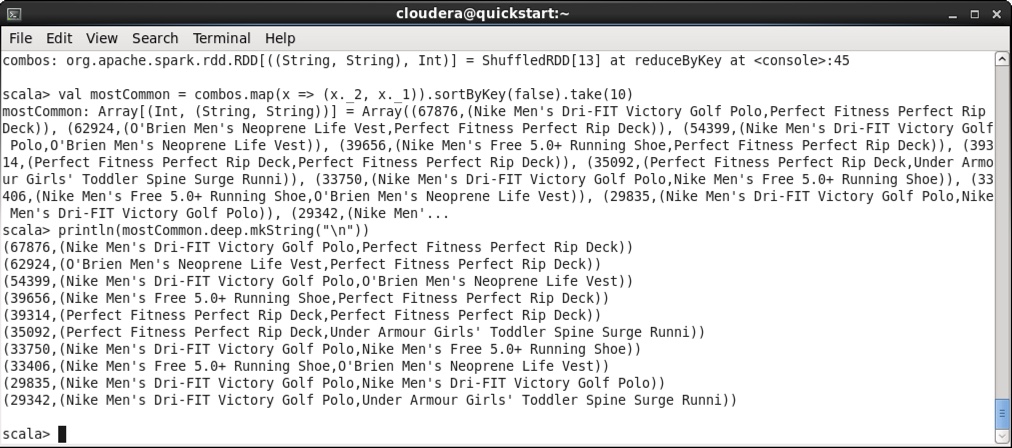 cloudera@quickstart:~
File Edit View Search Terminal Help
combos: org.apache.spark.rdd.RDD[((String, String), Int)] = ShuffledRDD[13] at reduceByKey at <console>:45
scala> val mostCommon = combos.map(x => (x._2, x._1)).sortByKey(false).take(10)
mostCommon: Array[(Int, (String, String))] = Array((67876,(Nike Men's Dri-FIT Victory Golf Polo,Perfect Fitness Perfect Rip
Deck)), (62924,(O'Brien Men's Neoprene Life Vest,Perfect Fitness Perfect Rip Deck)), (54399,(Nike Men's Dri-FIT Victory Golf
Polo,O'Brien Men's Neoprene Life Vest)), (39656,(Nike Men's Free 5.0+ Running Shoe,Perfect Fitness Perfect Rip Deck)), (393
14,(Perfect Fitness Perfect Rip Deck,Perfect Fitness Perfect Rip Deck)), (35092,(Perfect Fitness Perfect Rip Deck,Under Armo
ur Girls' Toddler Spine Surge Runni)), (33750,(Nike Men's Dri-FIT Victory Golf Polo,Nike Men's Free 5.0+ Running Shoe)), (33
406,(Nike Men's Free 5.0+ Running Shoe,O'Brien Men's Neoprene Life Vest)), (29835,(Nike Men's Dri-FIT Victory Golf Polo,Nike
Men's Dri-FIT Victory Golf Polo)), (29342,(Nike Men'...
scala> println(mostCommon.deep.mkString("\n"))
(67876,(Nike Men's Dri-FIT Victory Golf Polo,Perfect Fitness Perfect Rip Deck))
(62924,(O'Brien Men's Neoprene Life Vest,Perfect Fitness Perfect Rip Deck))
(54399,(Nike Men's Dri-FIT Victory Golf Polo,O'Brien Men's Neoprene Life Vest))
(39656,(Nike Men's Free 5.0+ Running Shoe,Perfect Fitness Perfect Rip Deck))
(39314,(Perfect Fitness Perfect Rip Deck,Perfect Fitness Perfect Rip Deck))
(35092,(Perfect Fitness Perfect Rip Deck,Under Armour Girls' Toddler Spine Surge Runni))
(33750,(Nike Men's Dri-FIT Victory Golf Polo,Nike Men's Free 5.0+ Running Shoe))
(33406,(Nike Men's Free 5.0+ Running Shoe,O'Brien Men's Neoprene Life Vest))
(29835,(Nike Men's Dri-FIT Victory Golf Polo,Nike Men's Dri-FIT Victory Golf Polo))
(29342,(Nike Men's Dri-FIT Victory Golf Polo,Under Armour Girls' Toddler Spine Surge Runni))
scala>